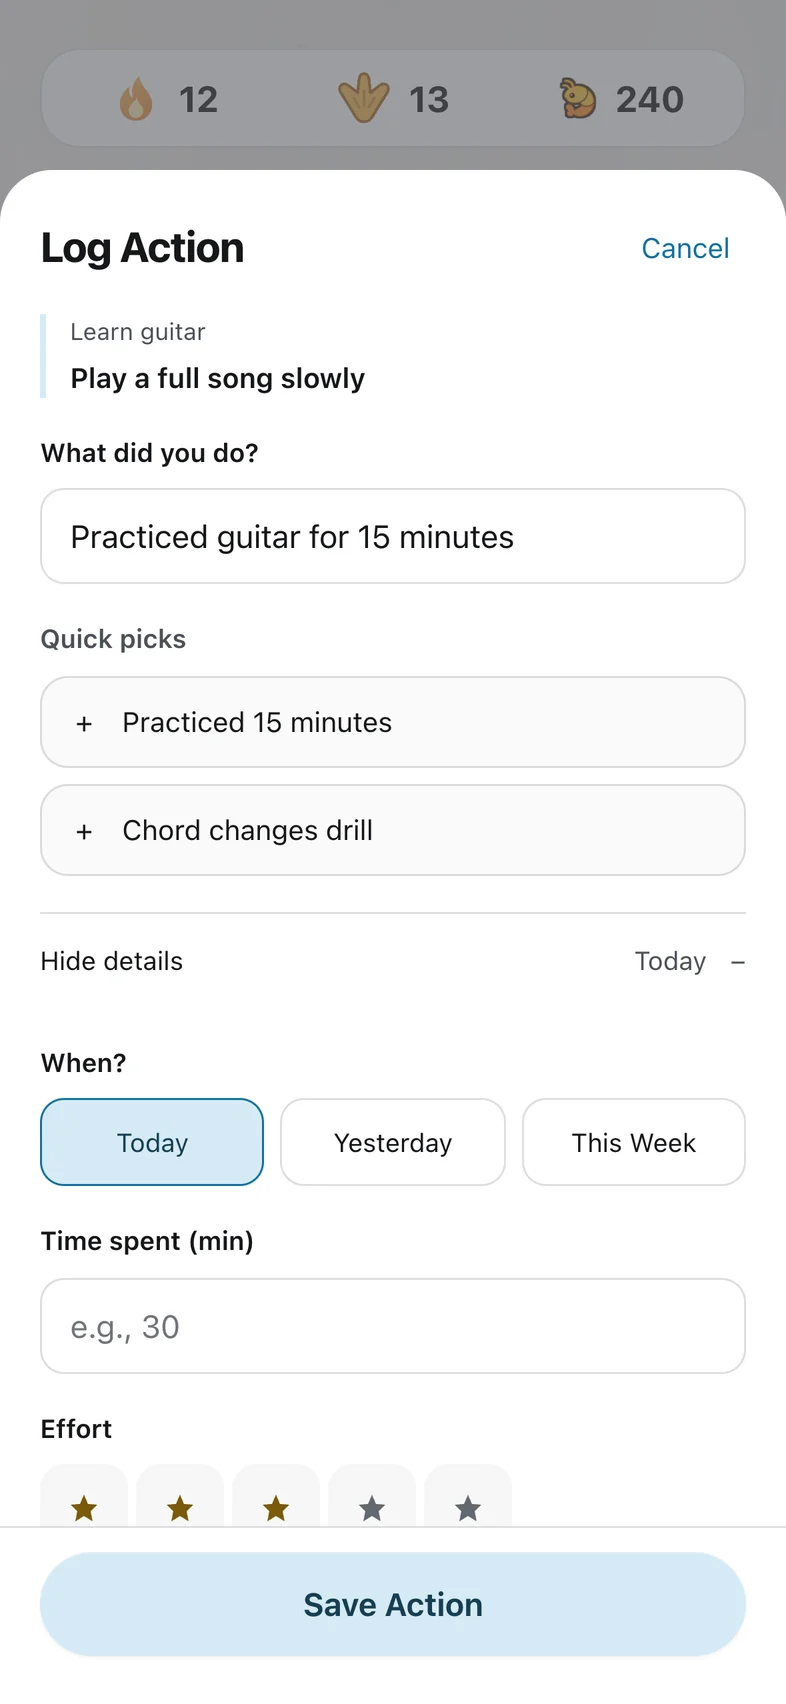 12 13 240
Log Action Cancel
Learn guitar
Play a full song slowly
What did you do?
Practiced guitar for 15 minutes
Quick picks
+ Practiced 15 minutes
+ Chord changes drill
Hide details Today –
When?
Today Yesterday This Week
Time spent (min)
e.g., 30
Effort
Save Action